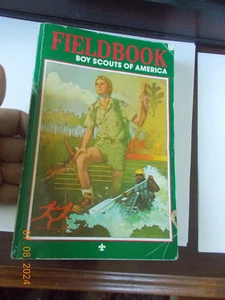 FIELDBOOK
BOY SCOUTS OF AMERICA
08 2024